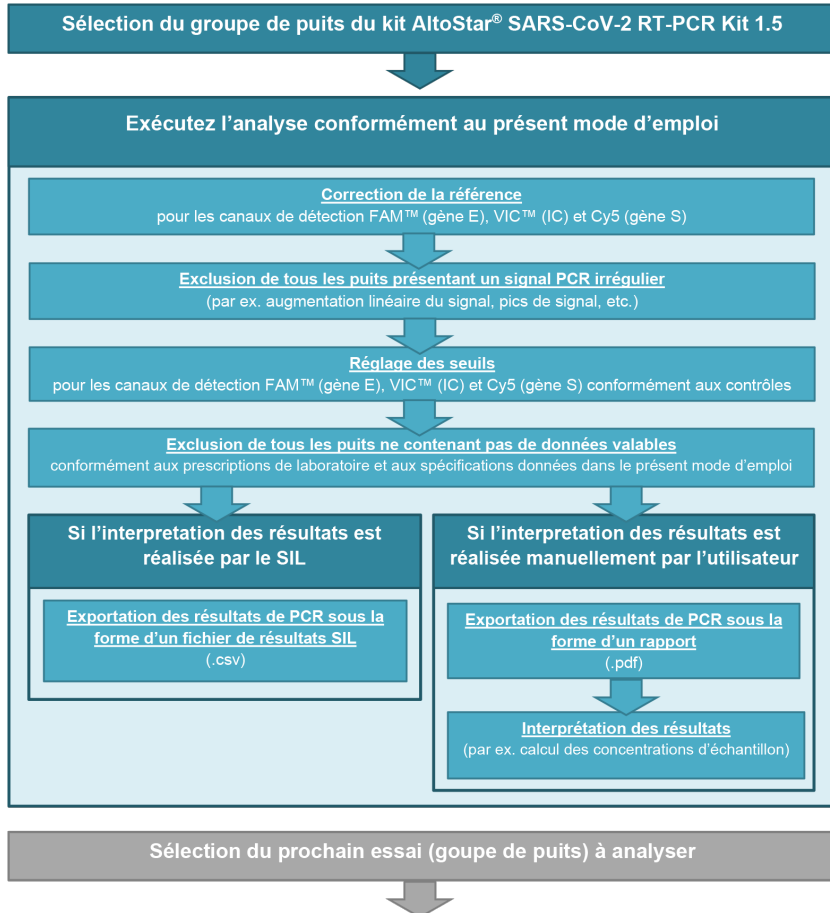 Sélection du groupe de puits du kit AltoStar® SARS-CoV-2 RT-PCR Kit 1.5
Exécutez l'analyse conformément au présent mode d'emploi
Correction de la référence
pour les canaux de détection FAM™ (gène E), VIC™ (IC) et Cy5 (gène S)
Exclusion de tous les puits présentant un signal PCR irrégulier
(par ex. augmentation linéaire du signal, pics de signal, etc.)
Réglage des seuils
pour les canaux de détection FAM™ (gène E), VIC™ (IC) et Cy5 (gène S) conformément aux contrôles
Exclusion de tous les puits ne contenant pas de données valables
conformément aux prescriptions de laboratoire et aux spécifications données dans le présent mode d'emploi
Si l'interpretation des résultats est
réalisée par le SIL
Exportation des résultats de PCR sous la
forme d'un fichier de résultats SIL
(.csv)
Si l'interpretation des résultats est
réalisée manuellement par l'utilisateur
Exportation des résultats de PCR sous la
forme d'un rapport
(.pdf)
Interprétation des résultats
(par ex. calcul des concentrations d'échantillon)
Sélection du prochain essai (goupe de puits) à analyser